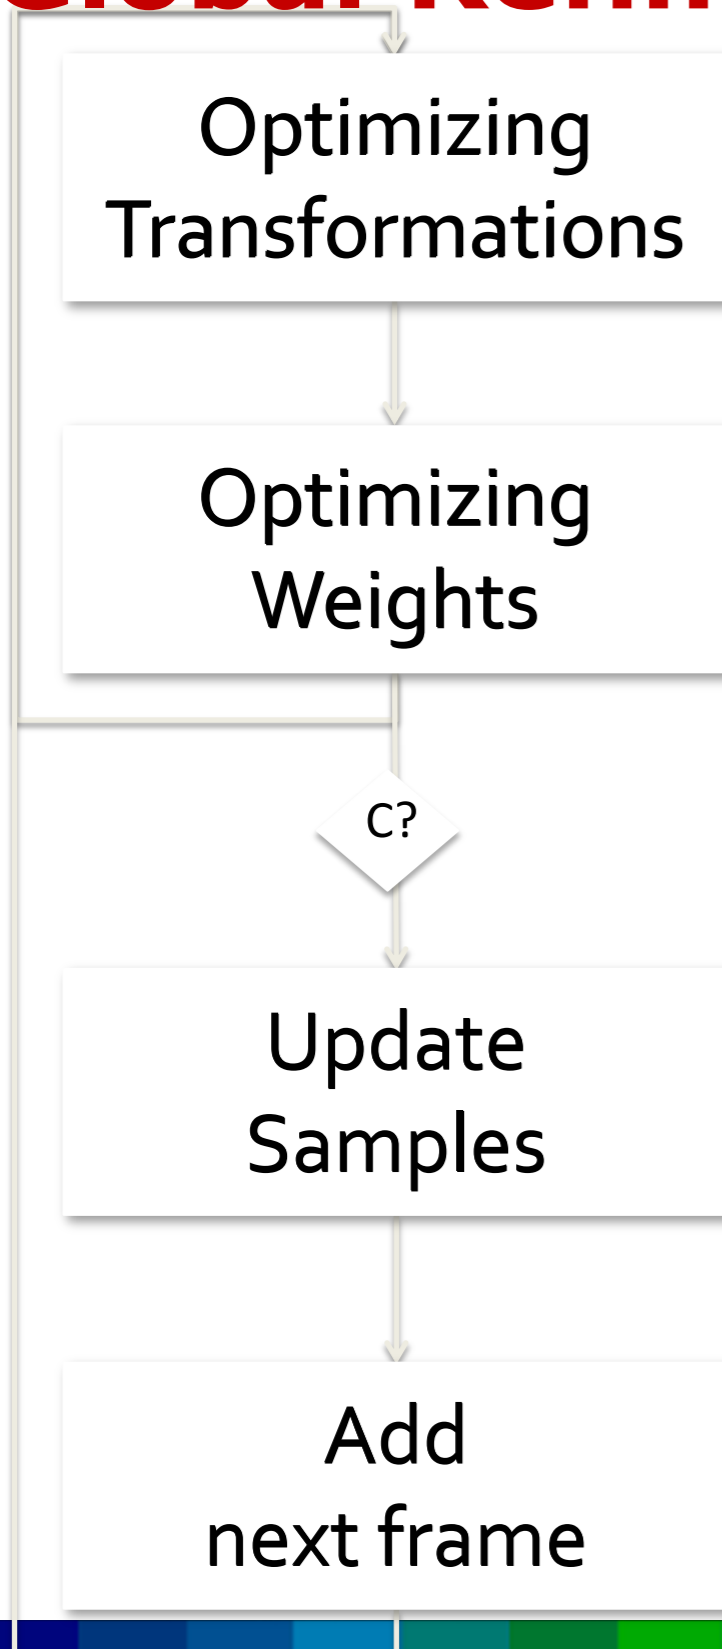 Optimizing
Transformations
Optimizing
Weights
C?
Update
Samples
Add
next frame